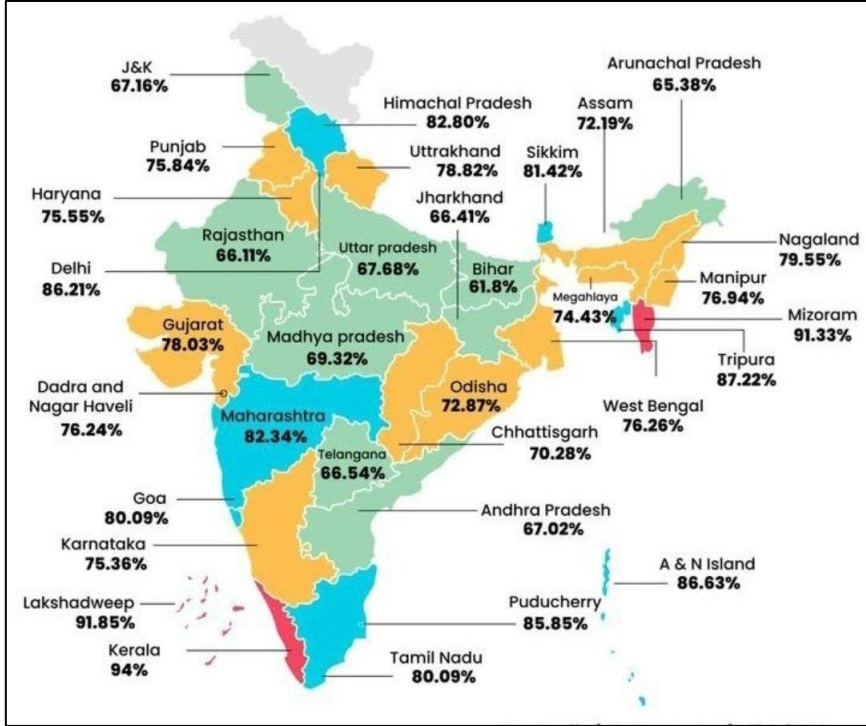 J&K
67.16%
Himachal Pradesh
82.80%
Arunachal Pradesh
65.38%
Assam
72.19%
Punjab
75.84%
Uttrakhand
78.82%
Sikkim
81.42%
Haryana
75.55%
Jharkhand
66.41%
Rajasthan
66.11%
Uttar pradesh
67.68%
Bihar
61.8%
Nagaland
79.55%
Delhi
86.21%
Megahlaya
74.43%
Manipur
76.94%
Mizoram
91.33%
Gujarat
78.03%
Madhya pradesh
69.32%
Tripura
87.22%
Dadra and
Nagar Haveli
76.24%
Maharashtra
82.34%
Odisha
72.87%
West Bengal
76.26%
Chhattisgarh
70.28%
Telangana
66.54%
Goa
80.09%
Andhra Pradesh
67.02%
Karnataka
75.36%
A & N Island
86.63%
Lakshadweep
91.85%
Puducherry
85.85%
Kerala
94%
Tamil Nadu
80.09%